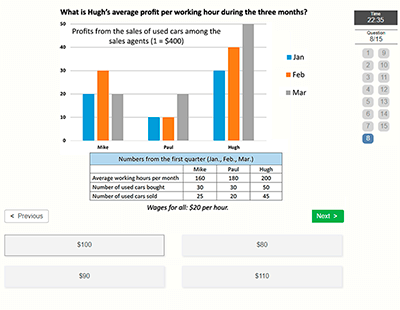 What is Hugh's average profit per working hour during the three months?
Time
22:35
Question
8/15
1 9
2 10
3 11
4 12
5 13
6 14
7 15
8
Profits from the sales of used cars among the
sales agents (1 = $400)
50
40
30
20
10
0
Mike Paul Hugh
Jan
Feb
Mar
Numbers from the first quarter (Jan., Feb., Mar.)
Mike Paul Hugh
Average working hours per month 160 180 200
Number of used cars bought 30 30 50
Number of used cars sold 25 20 45
Wages for all: $20 per hour.
< Previous
Next >
$100
$80
$90
$110